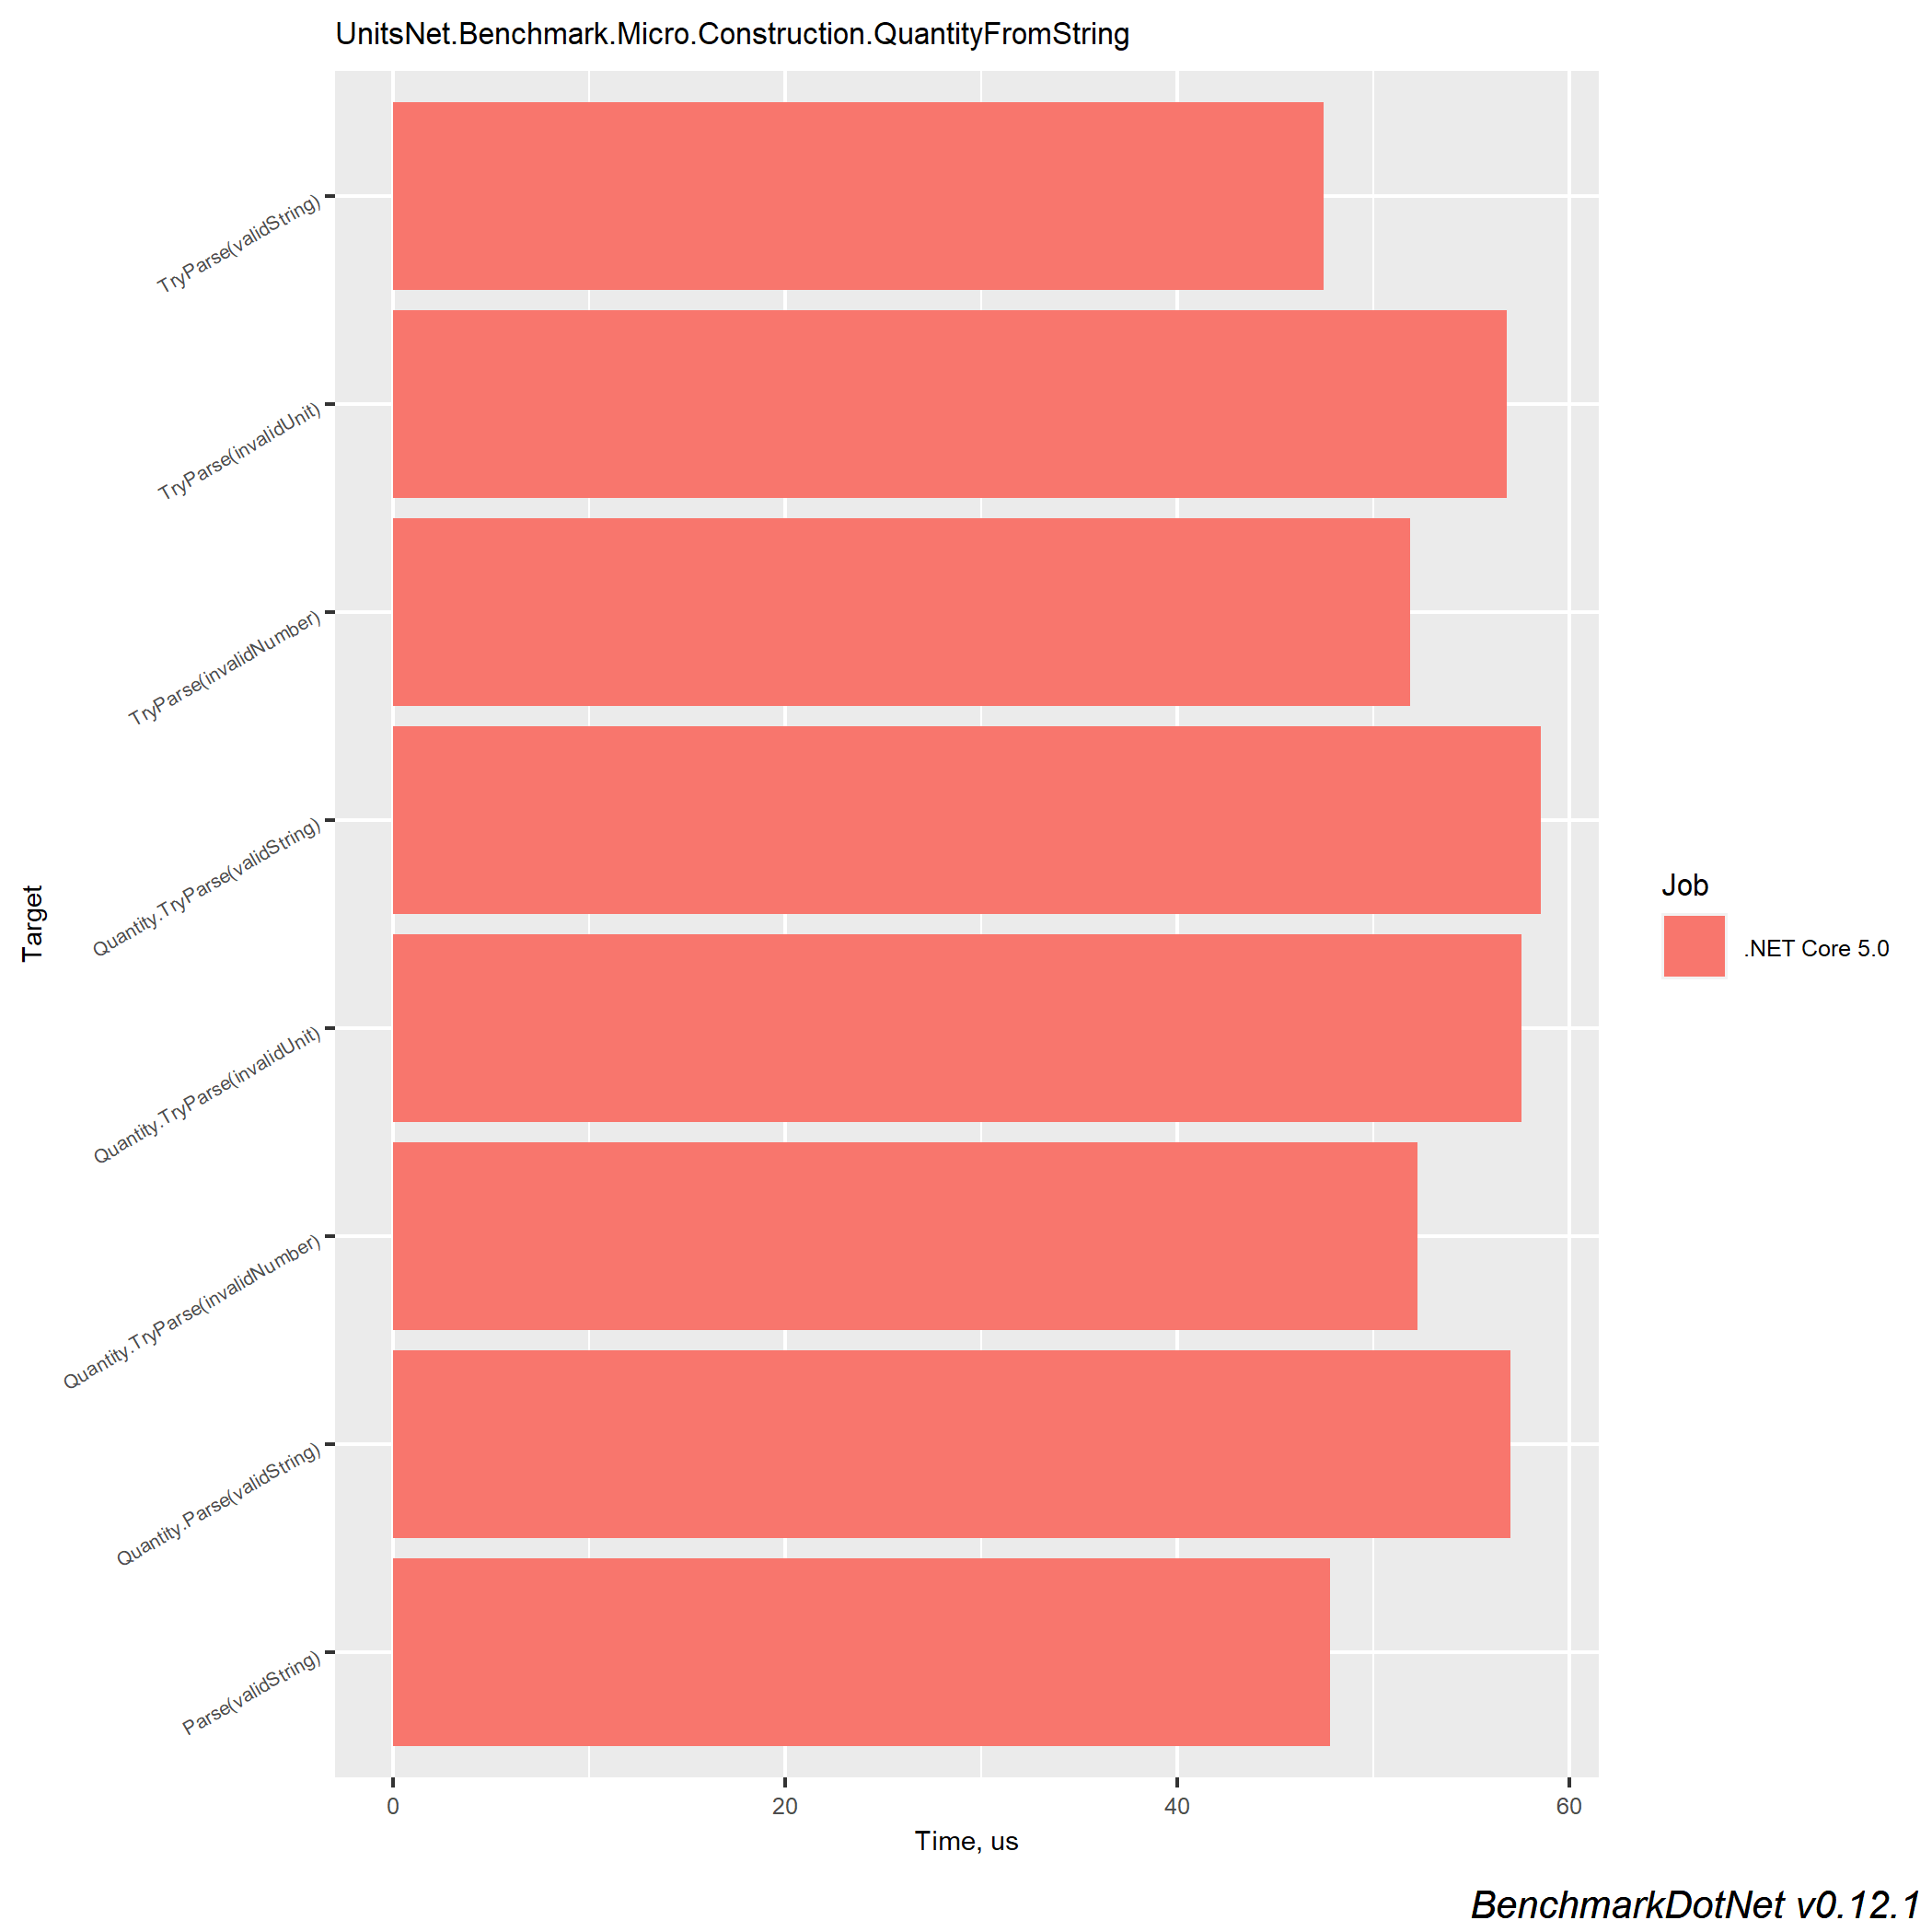 UnitsNet.Benchmark.Micro.Construction.QuantityFromString
TryParse(validString)
TryParse(invalidUnit)
TryParse(invalidNumber)
Quantity.TryParse(validString)
Quantity.TryParse(invalidUnit)
Quantity.TryParse(invalidNumber)
Quantity.Parse(validString)
Parse(validString)
Target
0
20
40
60
Time, us
Job
.NET Core 5.0
BenchmarkDotNet v0.12.1